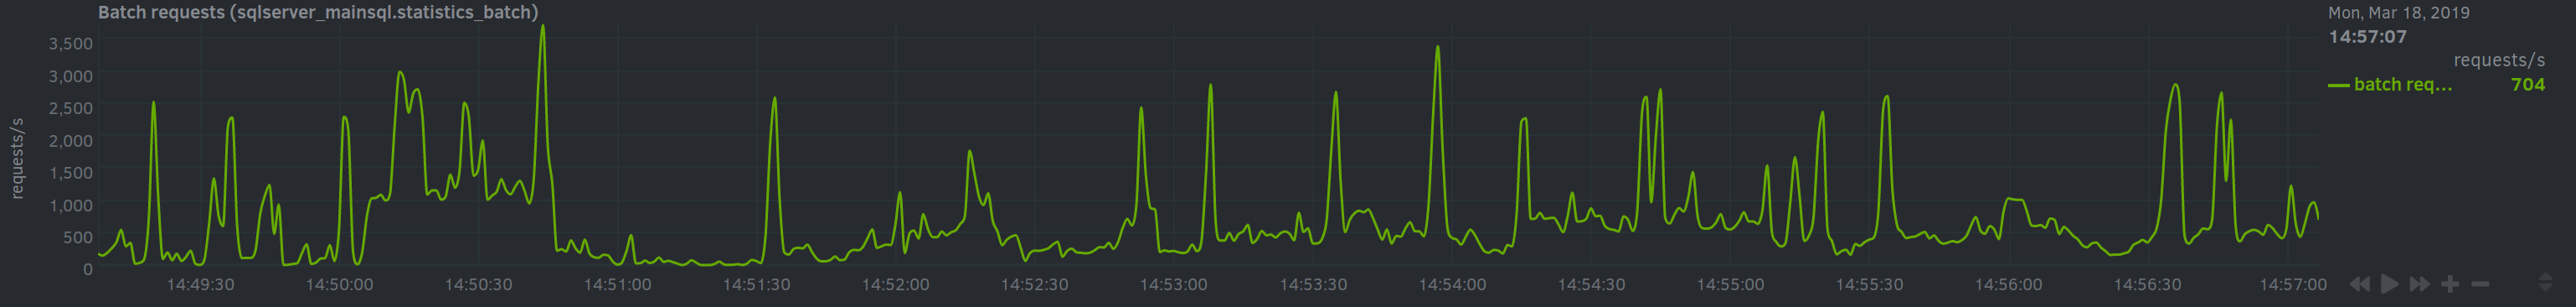 Batch requests (sqlserver_mainsql.statistics_batch)
Mon, Mar 18, 2019
14:57:07
requests/s
batch req... 704
requests/s
3,500
3,000
2,500
2,000
1,500
1,000
500
0
14:49:30 14:50:00 14:50:30 14:51:00 14:51:30 14:52:00 14:52:30 14:53:00 14:53:30 14:54:00 14:54:30 14:55:00 14:55:30 14:56:00 14:56:30 14:57:00